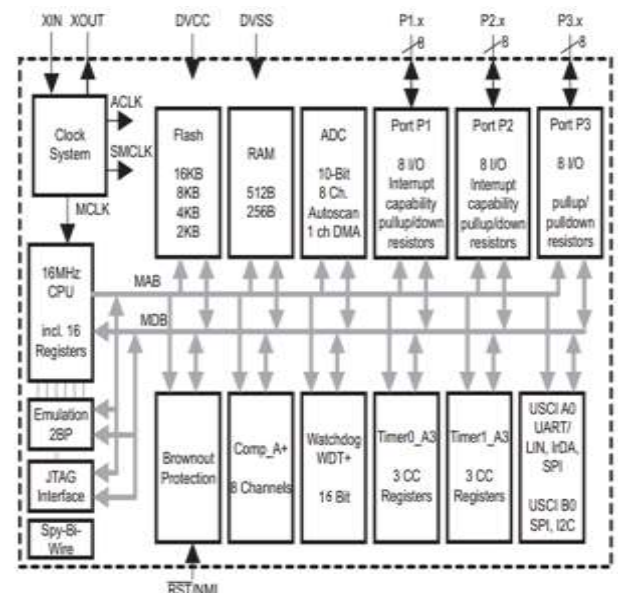 XIN XOUT DVCC DVSS P1.x P2.x P3.x
8 8 8
Clock
System
ACLK
SMCLK
MCLK
Flash
16KB
8KB
4KB
2KB
RAM
512B
256B
ADC
10-Bit
8 Ch.
Autoscan
1 ch DMA
Port P1
8 I/O
Interrupt
capability
pullup/down
resistors
Port P2
8 I/O
Interrupt
capability
pullup/down
resistors
Port P3
8 I/O
pullup/
pulldown
resistors
16MHz
CPU
incl. 16
Registers
MAB
MDB
Emulation
2BP
JTAG
Interface
Spy-Bi-
Wire
Brownout
Protection
Comp_A+
8 Channels
Watchdog
WDT+
16 Bit
Timer0_A3
3 CC
Registers
Timer1_A3
3 CC
Registers
USCI A0
UART/
LIN, IrDA,
SPI
USCI B0
SPI, I2C
RST/NMI